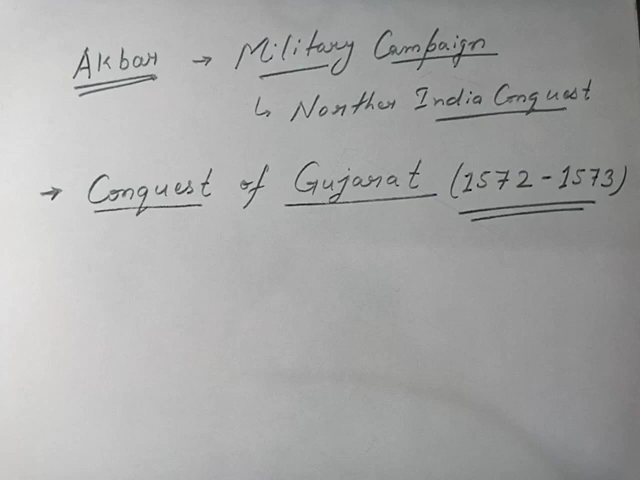 Akbar → Military Campaign
↳ Norther India Conquest
→ Conquest of Gujarat (1572-1573)